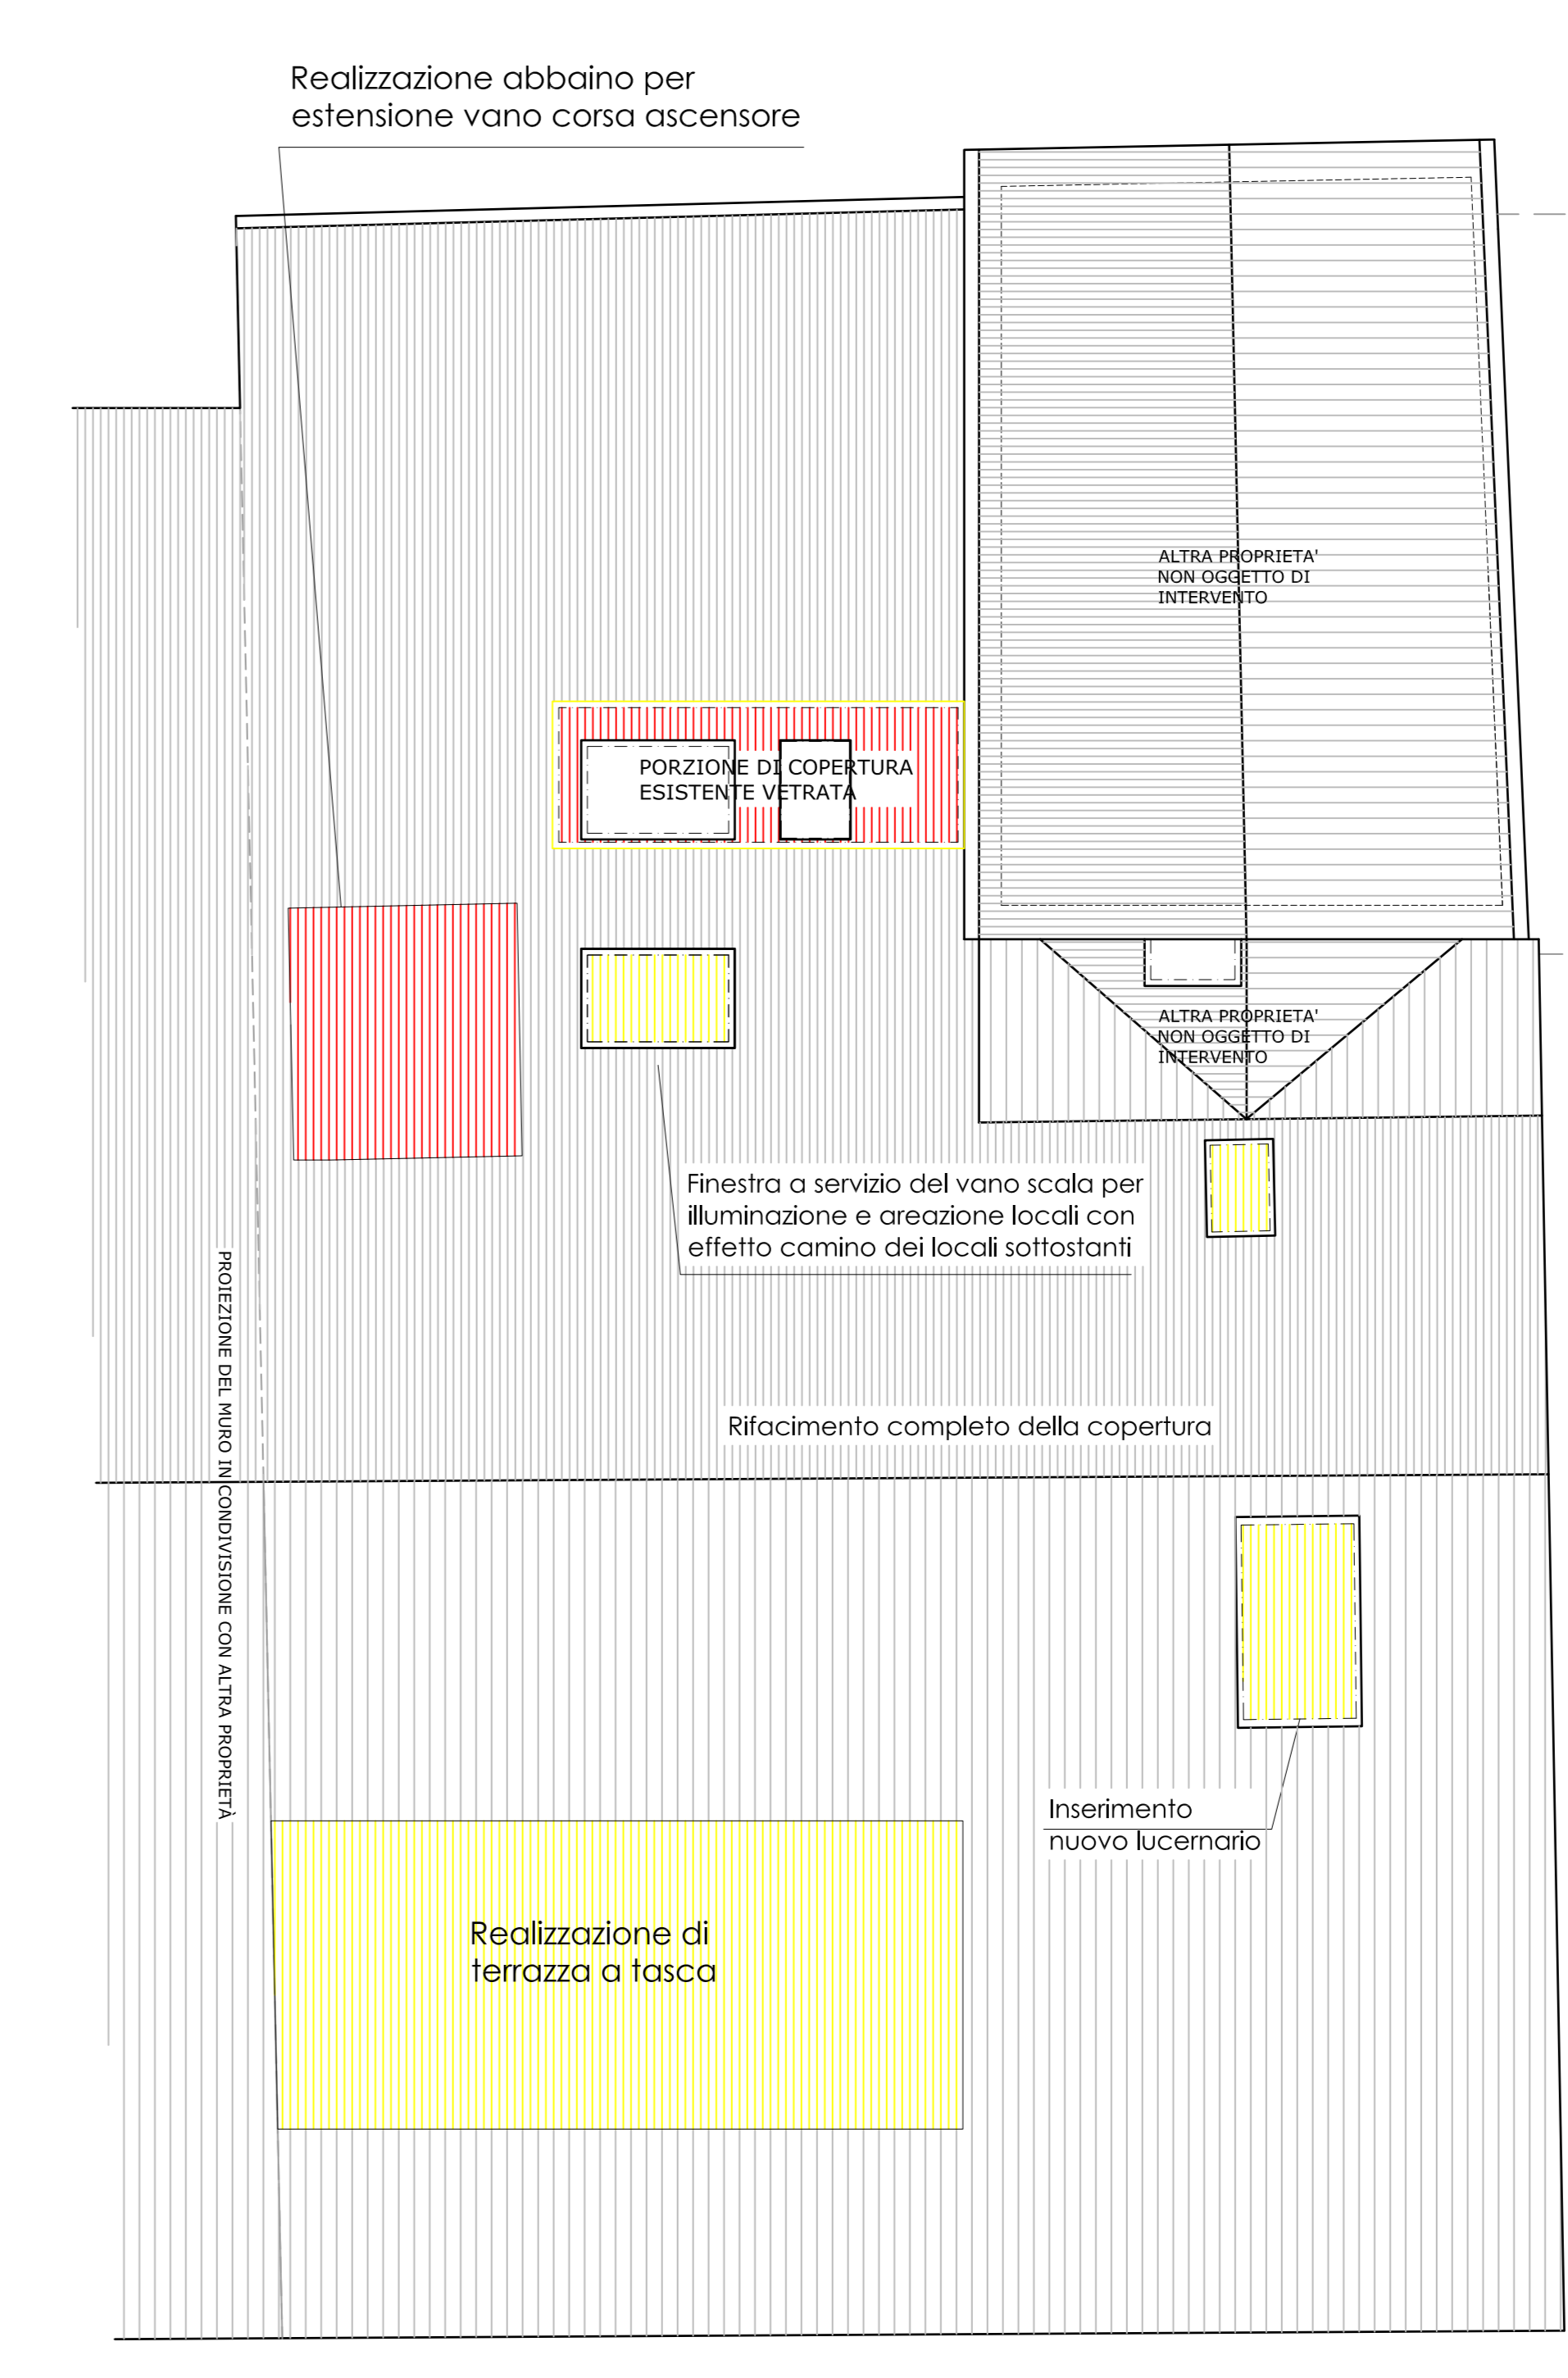 Realizzazione abbaino per
estensione vano corsa ascensore
ALTRA PROPRIETA'
NON OGGETTO DI
INTERVENTO
PORZIONE DI COPERTURA
ESISTENTE VETRATA
ALTRA PROPRIETA'
NON OGGETTO DI
INTERVENTO
Finestra a servizio del vano scala per
illuminazione e areazione locali con
effetto camino dei locali sottostanti
PROIEZIONE DEL MURO IN CONDIVISIONE CON ALTRA PROPRIETÀ
Rifacimento completo della copertura
Inserimento
nuovo lucernario
Realizzazione di
terrazza a tasca